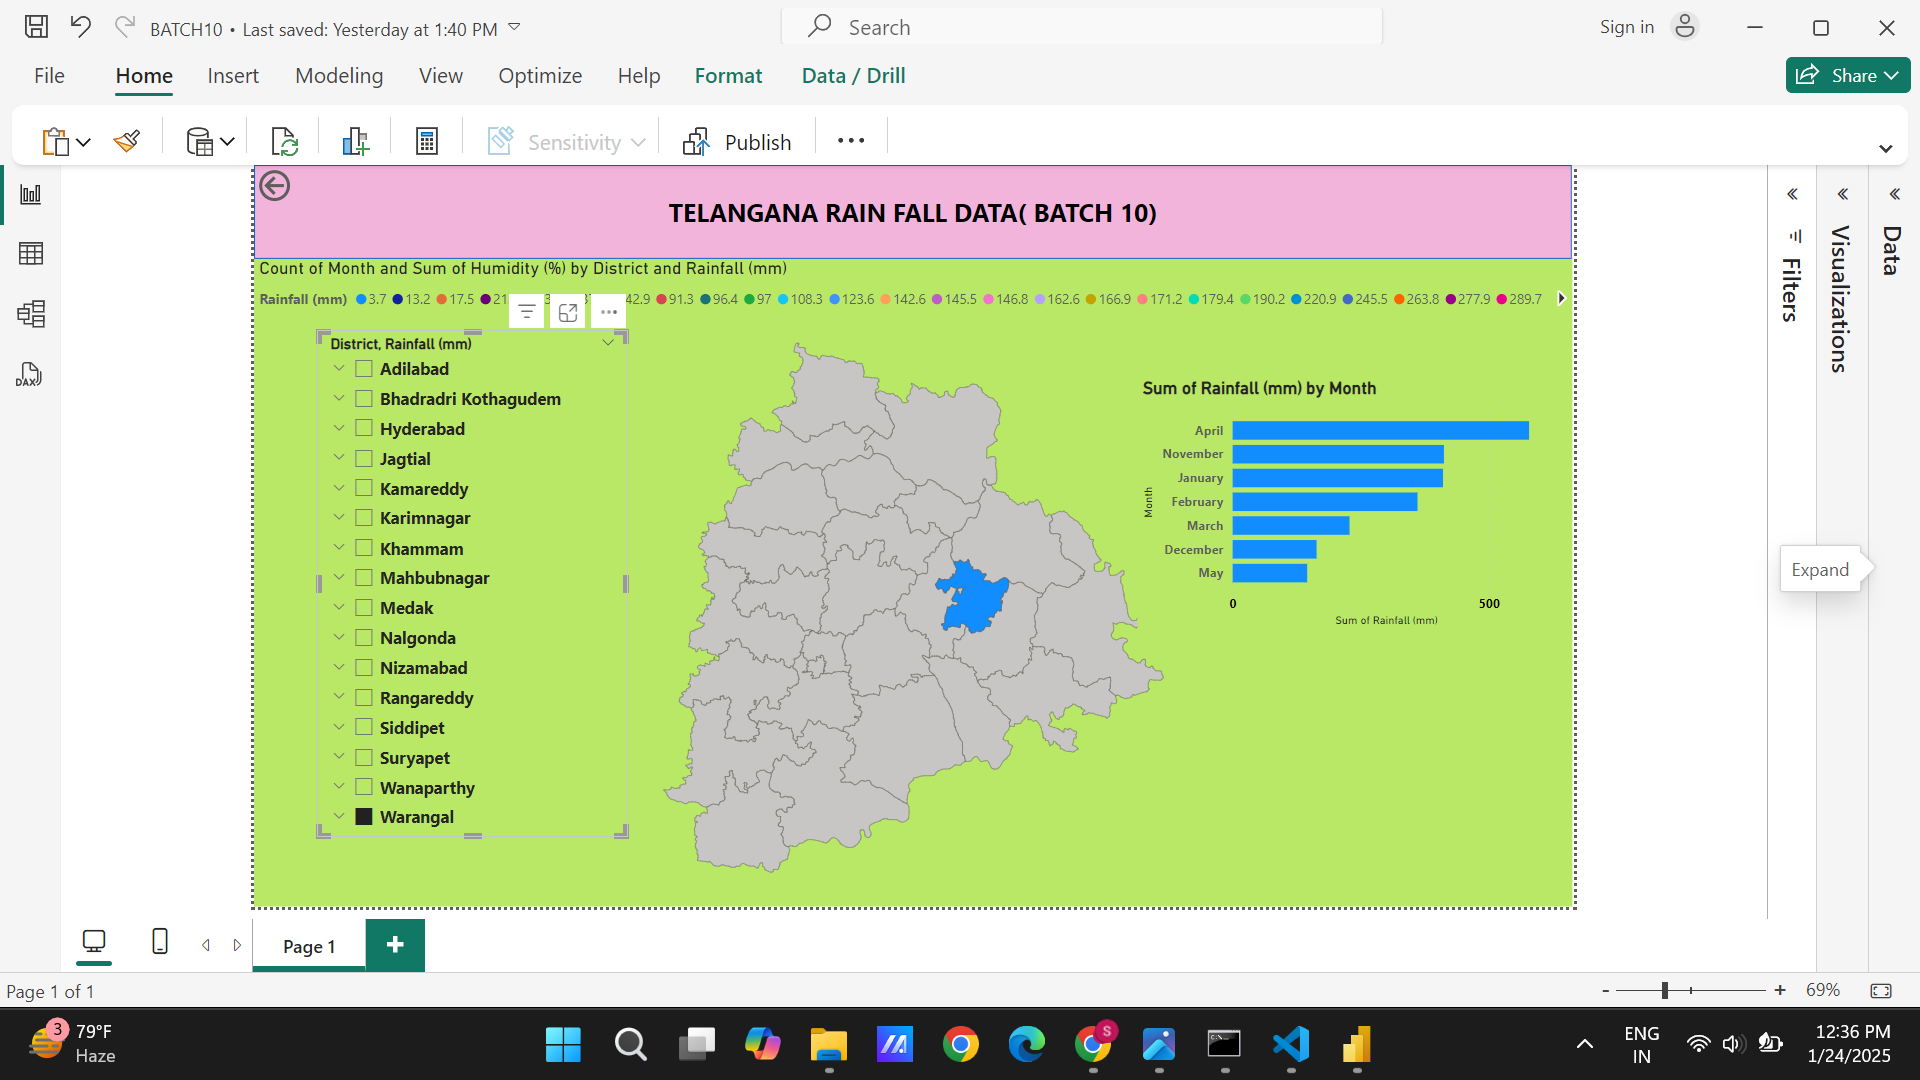 BATCH10 • Last saved: Yesterday at 1:40 PM
Search
Sign in
File Home Insert Modeling View Optimize Help Format Data / Drill
Share
Sensitivity
Publish
TELANGANA RAIN FALL DATA( BATCH 10)
Count of Month and Sum of Humidity (%) by District and Rainfall (mm)
Rainfall (mm) 3.7 13.2 17.5 21 42.9 91.3 96.4 97 108.3 123.6 142.6 145.5 146.8 162.6 166.9 171.2 179.4 190.2 220.9 245.5 263.8 277.9 289.7
District, Rainfall (mm)
Adilabad
Bhadradri Kothagudem
Hyderabad
Jagtial
Kamareddy
Karimnagar
Khammam
Mahbubnagar
Medak
Nalgonda
Nizamabad
Rangareddy
Siddipet
Suryapet
Wanaparthy
Warangal
Sum of Rainfall (mm) by Month
Month
April
November
January
February
March
December
May
0 500
Sum of Rainfall (mm)
Filters
Visualizations
Data
Expand
DAX
Page 1
Page 1 of 1
- + 69%
3
79°F
Haze
S
ENG
IN
12:36 PM
1/24/2025